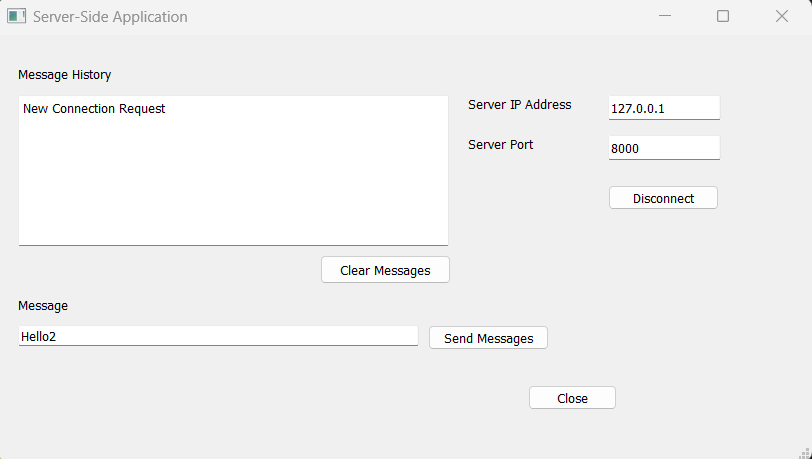 Server-Side Application
Message History
New Connection Request
Server IP Address
127.0.0.1
Server Port
8000
Disconnect
Clear Messages
Message
Hello2
Send Messages
Close